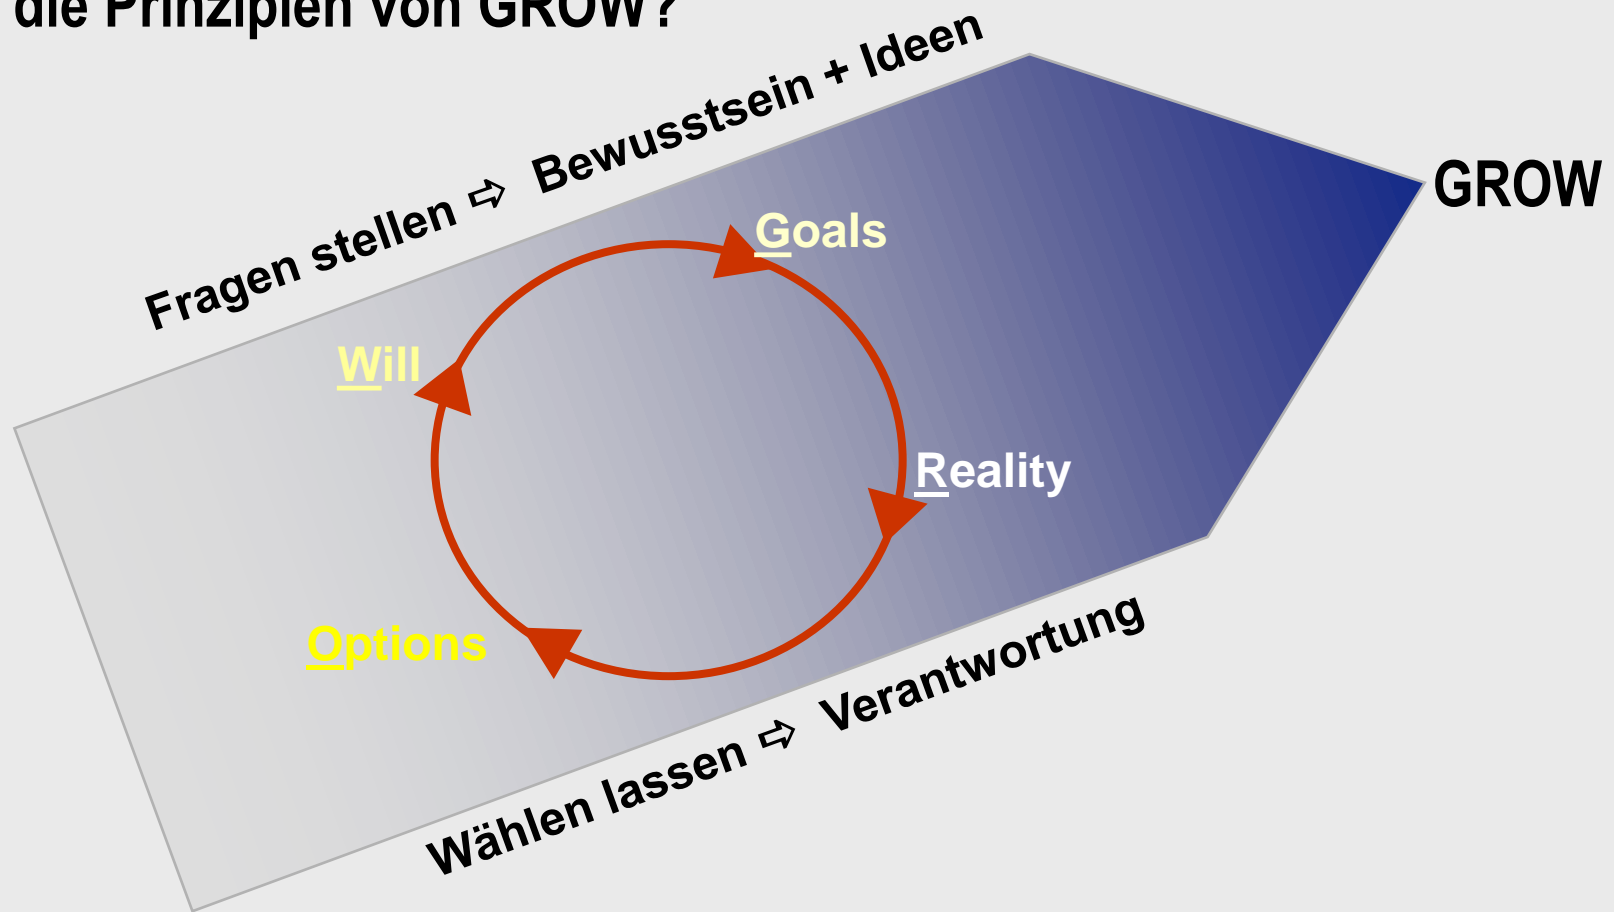 die Prinzipien von GROW?
Fragen stellen ⇨ Bewusstsein + Ideen
GROW
Goals
Will
Reality
Options
Wählen lassen ⇨ Verantwortung